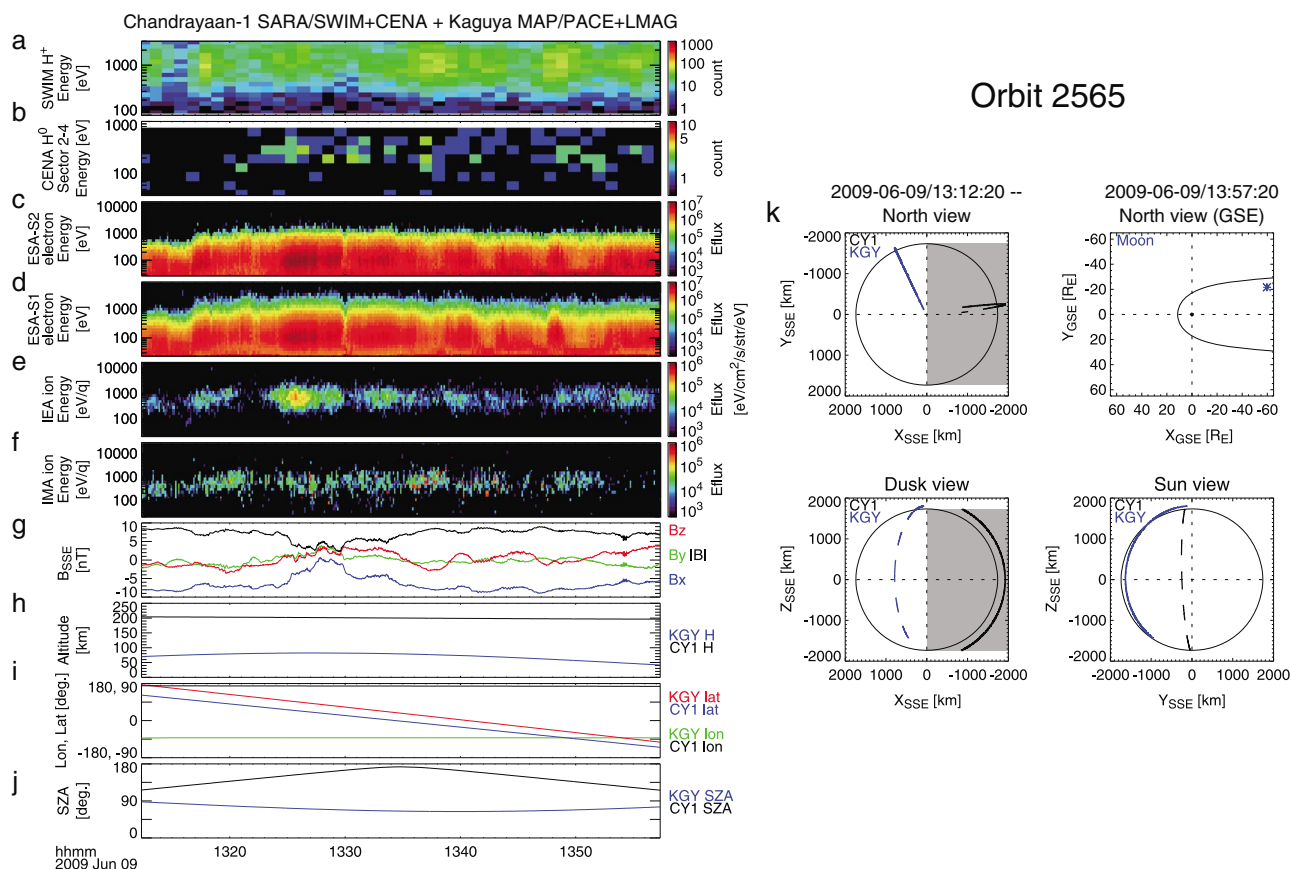 Chandrayaan-1 SARA/SWIM+CENA + Kaguya MAP/PACE+LMAG
Orbit 2565
a
SWIM H+
Energy
[eV]
1000
100
1000
100
10
1
count
b
CENA H0
Sector 2-4
Energy [eV]
1000
100
10
5
1
count
c
ESA-S2
electron
Energy
[eV]
10000
1000
100
10^7
10^6
10^5
10^4
10^3
Eflux
d
ESA-S1
electron
Energy
[eV]
10000
1000
100
10^7
10^6
10^5
10^4
10^3
Eflux
[eV/cm2/s/str/eV]
e
IEA ion
Energy
[eV/q]
10000
1000
100
10^6
10^5
10^4
10^3
Eflux
f
IMA ion
Energy
[eV/q]
10000
1000
100
10^6
10^5
10^4
10^3
Eflux
g
BSSE
[nT]
10
5
0
-5
-10
Bz
By IBI
Bx
h
Altitude
[km]
250
200
150
100
50
0
KGY H
CY1 H
i
Lon, Lat [deg.]
180, 90
0
-180, -90
KGY lat
CY1 lat
KGY lon
CY1 lon
j
SZA
[deg.]
180
90
0
KGY SZA
CY1 SZA
hhmm
2009 Jun 09
1320 1330 1340 1350
k
2009-06-09/13:12:20 --
North view
CY1
KGY
-2000
-1000
0
1000
2000
YSSE [km]
2000 1000 0 -1000 -2000
XSSE [km]
2009-06-09/13:57:20
North view (GSE)
Moon
-60
-40
-20
0
20
40
60
YGSE [RE]
60 40 20 0 -20 -40 -60
XGSE [RE]
Dusk view
CY1
KGY
2000
1000
0
-1000
-2000
ZSSE [km]
2000 1000 0 -1000 -2000
XSSE [km]
Sun view
CY1
KGY
2000
1000
0
-1000
-2000
ZSSE [km]
-2000 -1000 0 1000 2000
YSSE [km]